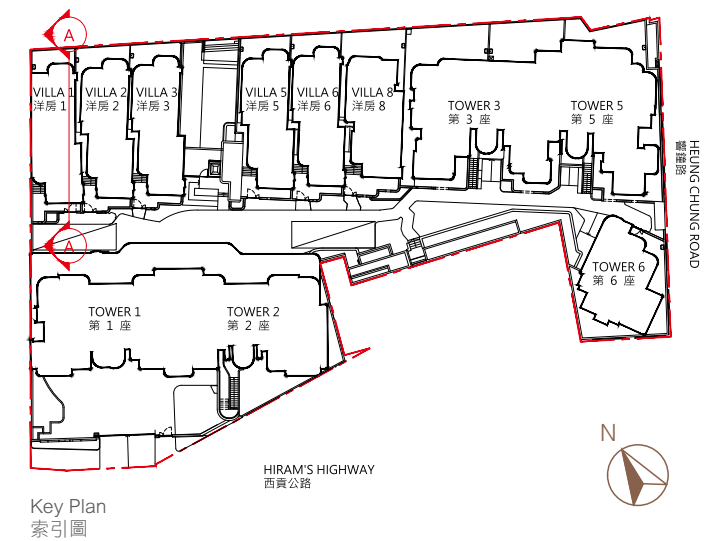 A
VILLA 1
洋房 1
VILLA 2
洋房 2
VILLA 3
洋房 3
VILLA 5
洋房 5
VILLA 6
洋房 6
VILLA 8
洋房 8
TOWER 3
第 3 座
TOWER 5
第 5 座
HEUNG CHUNG ROAD
響鐘路
A
TOWER 6
第 6 座
TOWER 1
第 1 座
TOWER 2
第 2 座
HIRAM'S HIGHWAY
西貢公路
N
Key Plan
索引圖